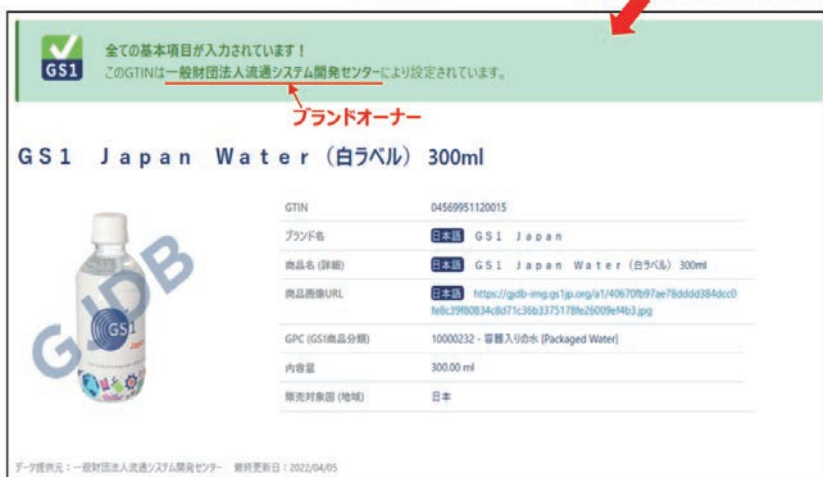 GS1
全ての基本項目が入力されています！
このGTINは一般財団法人流通システム開発センターにより設定されています。
ブランドオーナー
GS1 Japan Water（白ラベル） 300ml
GTIN 04569951120015
ブランド名 日本語 GS1 Japan
商品名 (詳細) 日本語 GS1 Japan Water（白ラベル） 300ml
商品画像URL 日本語 https://gjdb-img.gs1jp.org/a1/40670fb97ae78dddd384dcc0
fe8c39f80834c8d71c36b3375178fe26009ef4b3.jpg
GPC (GS1商品分類) 10000232 - 容器入りの水 [Packaged Water]
内容量 300.00 ml
販売対象国 (地域) 日本
GJDB
GS1
Japan
データ提供元：一般財団法人流通システム開発センター 最終更新日：2022/04/05